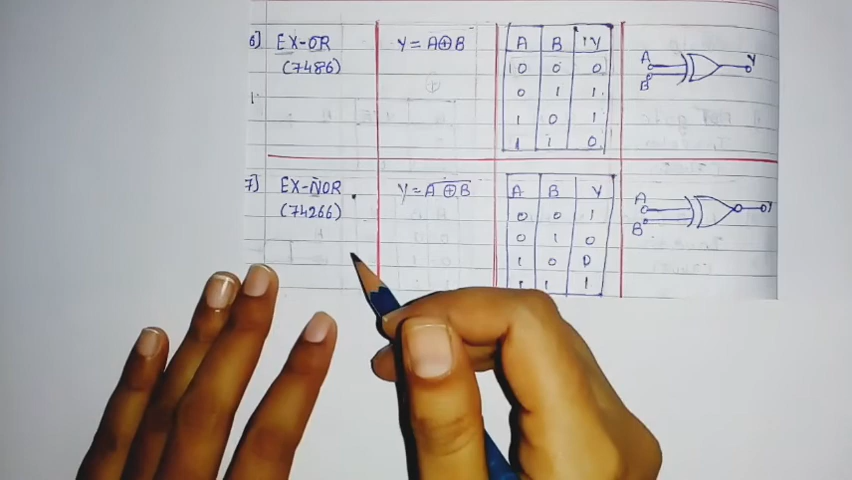 6] EX-OR Y = A⊕B A B Y
(7486) 0 0 0
0 1 1
1 0 1
1 1 0
A
B
Y
7] EX-NOR Y = A̅ ̅⊕̅ ̅B̅ A B Y
(74266) 0 0 1
0 1 0
1 0 0
1 1 1
A
B
Y